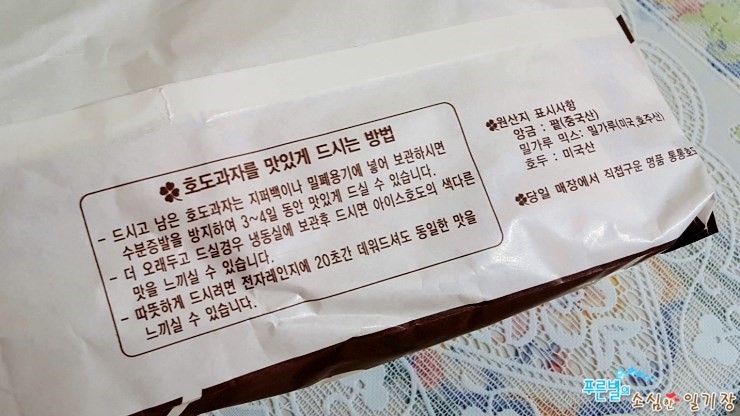 호도과자를 맛있게 드시는 방법
- 드시고 남은 호도과자는 지퍼백이나 밀폐용기에 넣어 보관하시면
수분증발을 방지하여 3~4일 동안 맛있게 드실 수 있습니다.
- 더 오래두고 드실경우 냉동실에 보관후 드시면 아이스호도의 색다른
맛을 느끼실 수 있습니다.
- 따뜻하게 드시려면 전자레인지에 20초간 데워드셔도 동일한 맛을
느끼실 수 있습니다.
원산지 표시사항
앙금 : 팥(중국산)
밀가루 믹스: 밀가루(미국,호주산)
호두 : 미국산
당일 매장에서 직접구운 명품 통통호도
푸른별의 소심한 일기장